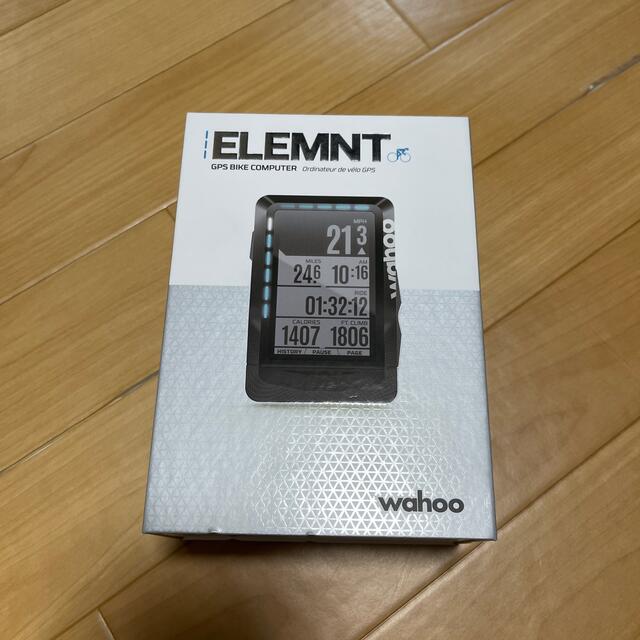 ELEMNT
GPS BIKE COMPUTER Ordinateur de vélo GPS
MPH
21.3
MILES AM
24.6 10:16
RIDE
01:32:12
CALORIES FT. CLIMB
1407 1806
HISTORY PAUSE PAGE
wahoo
wahoo